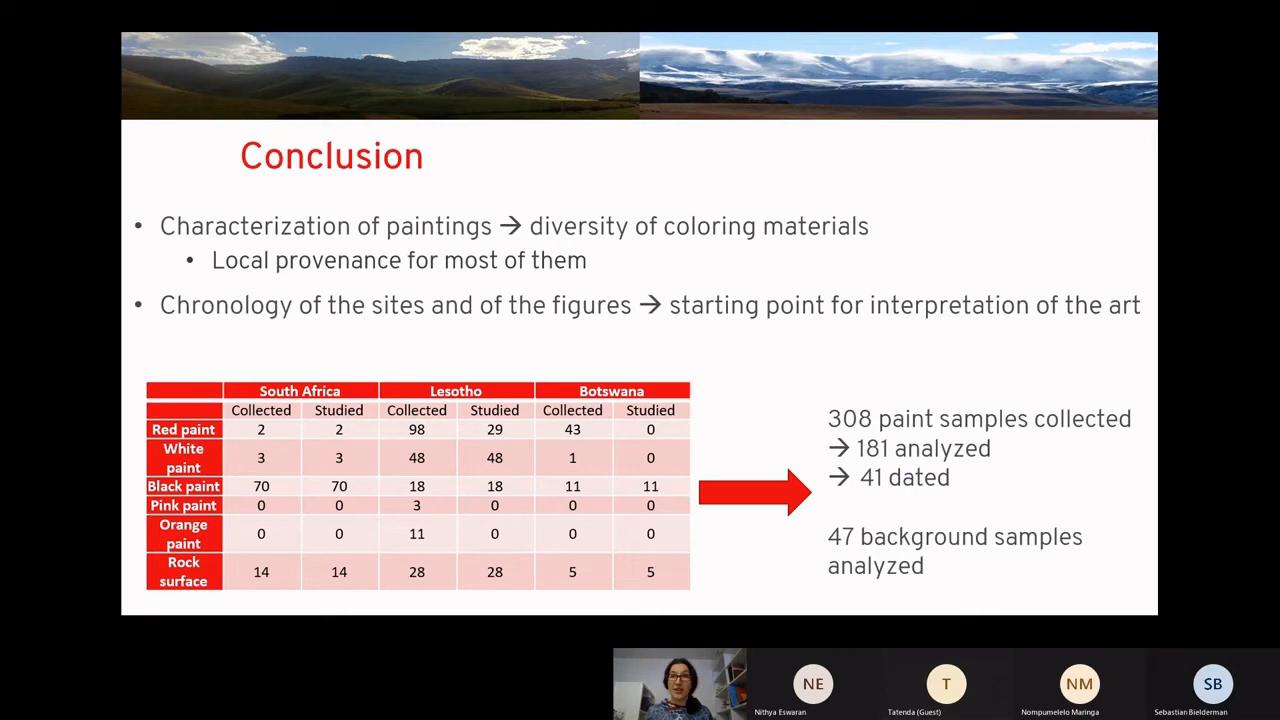 Conclusion
• Characterization of paintings → diversity of coloring materials
• Local provenance for most of them
• Chronology of the sites and of the figures → starting point for interpretation of the art
South Africa Lesotho Botswana
Collected Studied Collected Studied Collected Studied
Red paint 2 2 98 29 43 0
White paint 3 3 48 48 1 0
Black paint 70 70 18 18 11 11
Pink paint 0 0 3 0 0 0
Orange paint 0 0 11 0 0 0
Rock surface 14 14 28 28 5 5
308 paint samples collected
→ 181 analyzed
→ 41 dated
47 background samples
analyzed
NE T NM SB
Nithya Eswaran Tatenda (Guest) Nompumelelo Maringa Sebastian Bielderman